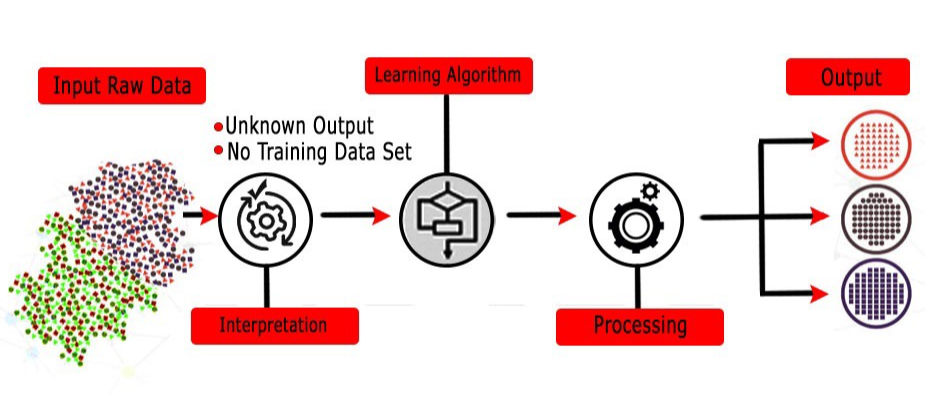 Input Raw Data
Unknown Output
No Training Data Set
Interpretation
Learning Algorithm
Processing
Output